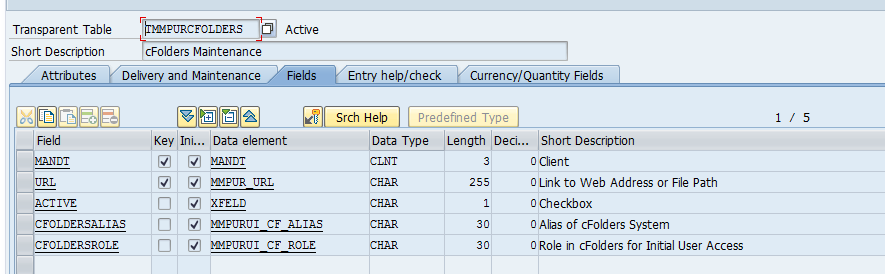 Transparent Table TMMPURCFOLDERS Active
Short Description cFolders Maintenance
Attributes Delivery and Maintenance Fields Entry help/check Currency/Quantity Fields
Srch Help Predefined Type 1 / 5
Field Key Ini... Data element Data Type Length Deci... Short Description
MANDT MANDT CLNT 3 0 Client
URL MMPUR_URL CHAR 255 0 Link to Web Address or File Path
ACTIVE XFELD CHAR 1 0 Checkbox
CFOLDERSALIAS MMPURUI_CF_ALIAS CHAR 30 0 Alias of cFolders System
CFOLDERSROLE MMPURUI_CF_ROLE CHAR 30 0 Role in cFolders for Initial User Access